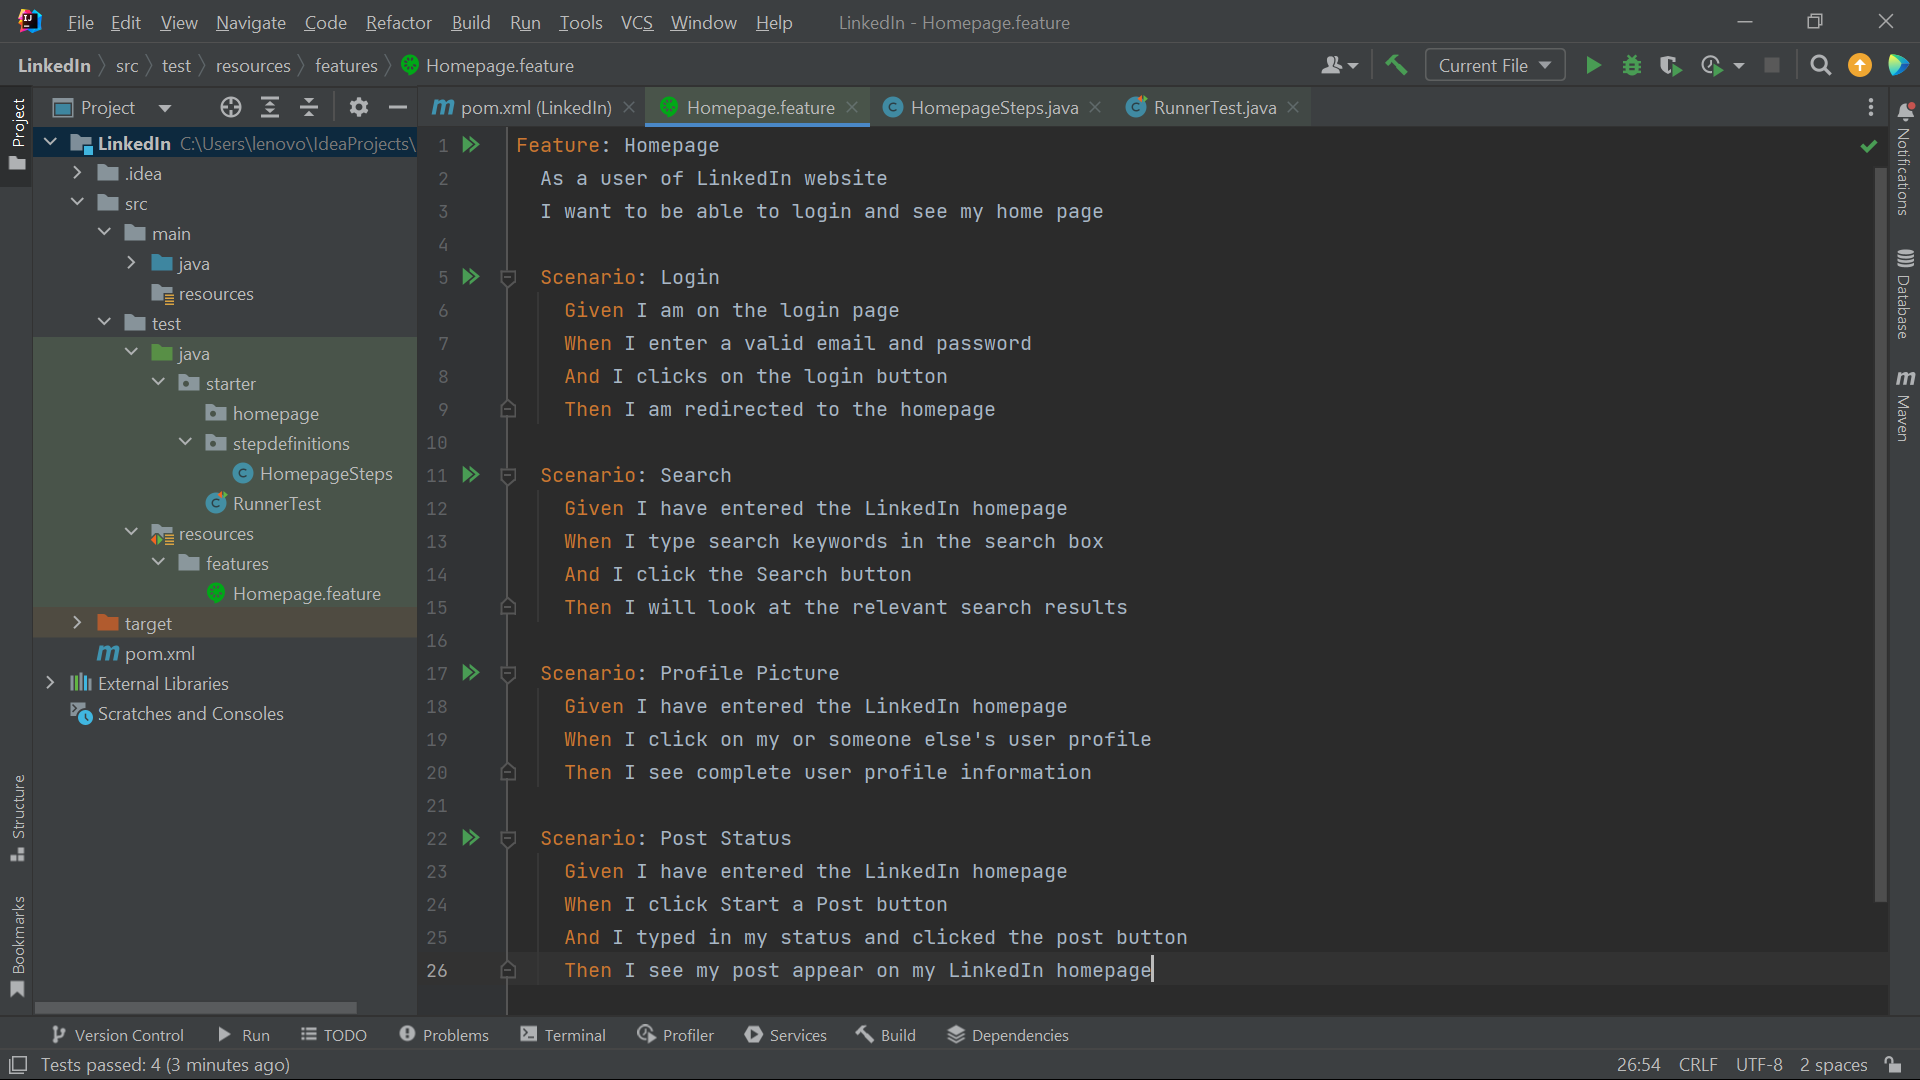 File Edit View Navigate Code Refactor Build Run Tools VCS Window Help LinkedIn - Homepage.feature
LinkedIn src test resources features Homepage.feature Current File
Project
pom.xml (LinkedIn) Homepage.feature HomepageSteps.java RunnerTest.java
Project
LinkedIn C:\Users\lenovo\IdeaProjects\
.idea
src
main
java
resources
test
java
starter
homepage
stepdefinitions
HomepageSteps
RunnerTest
resources
features
Homepage.feature
target
pom.xml
External Libraries
Scratches and Consoles
Structure
Bookmarks
1 Feature: Homepage
2 As a user of LinkedIn website
3 I want to be able to login and see my home page
4
5 Scenario: Login
6 Given I am on the login page
7 When I enter a valid email and password
8 And I clicks on the login button
9 Then I am redirected to the homepage
10
11 Scenario: Search
12 Given I have entered the LinkedIn homepage
13 When I type search keywords in the search box
14 And I click the Search button
15 Then I will look at the relevant search results
16
17 Scenario: Profile Picture
18 Given I have entered the LinkedIn homepage
19 When I click on my or someone else's user profile
20 Then I see complete user profile information
21
22 Scenario: Post Status
23 Given I have entered the LinkedIn homepage
24 When I click Start a Post button
25 And I typed in my status and clicked the post button
26 Then I see my post appear on my LinkedIn homepage
Notifications
Database
Maven
Version Control Run TODO Problems Terminal Profiler Services Build Dependencies
Tests passed: 4 (3 minutes ago) 26:54 CRLF UTF-8 2 spaces